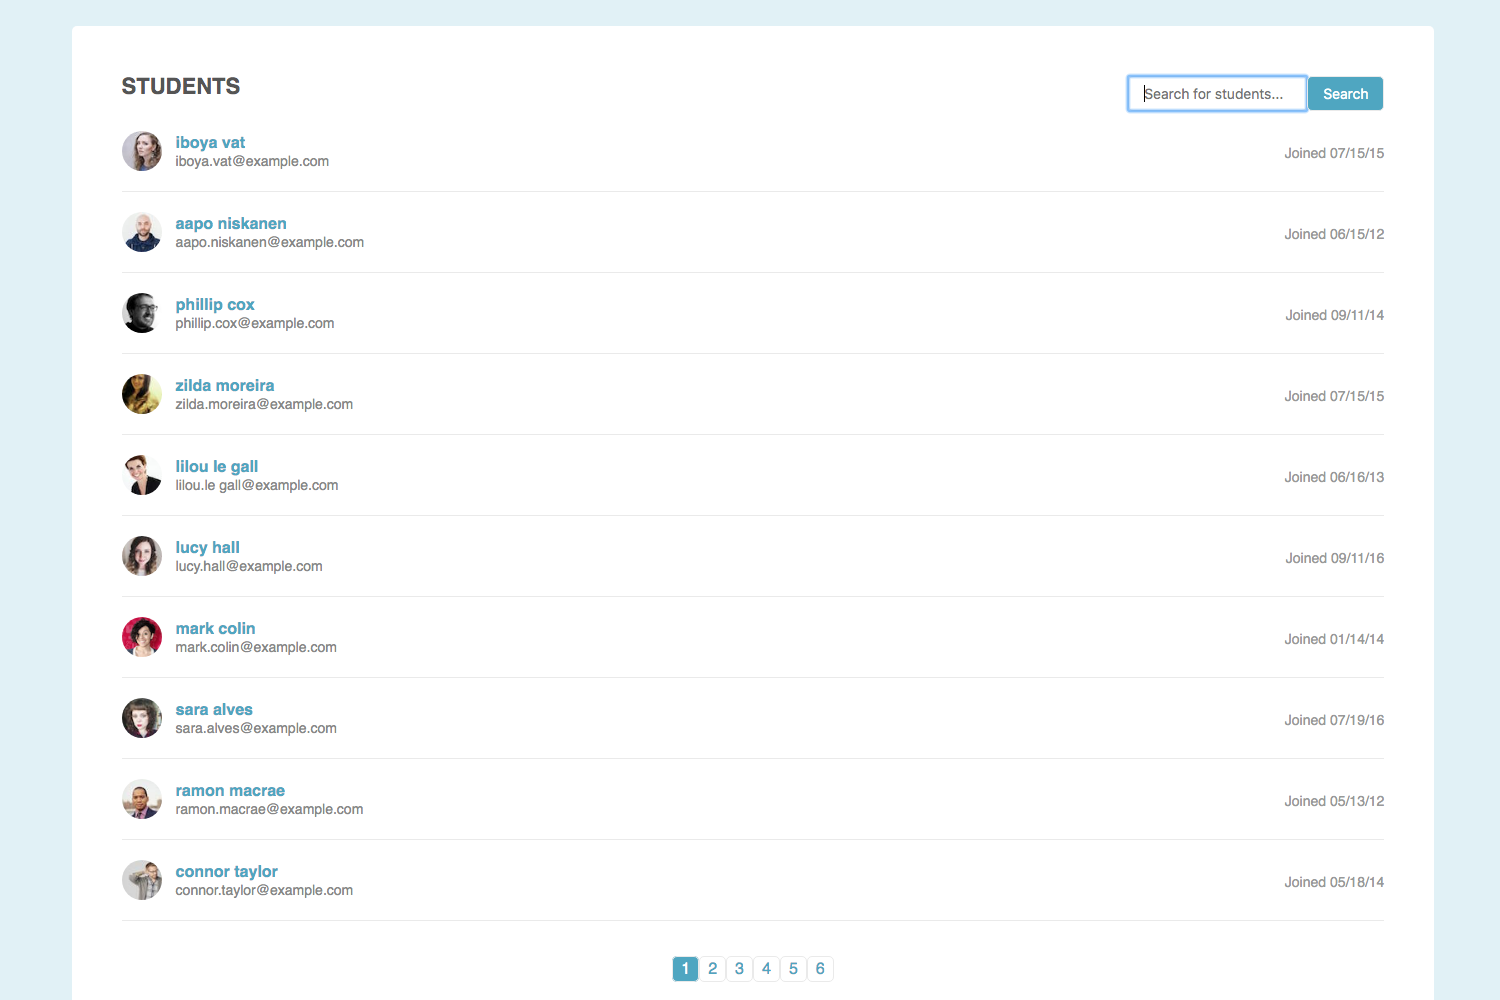 STUDENTS
Search for students...
Search
iboya vat
iboya.vat@example.com
Joined 07/15/15
aapo niskanen
aapo.niskanen@example.com
Joined 06/15/12
phillip cox
phillip.cox@example.com
Joined 09/11/14
zilda moreira
zilda.moreira@example.com
Joined 07/15/15
lilou le gall
lilou.le gall@example.com
Joined 06/16/13
lucy hall
lucy.hall@example.com
Joined 09/11/16
mark colin
mark.colin@example.com
Joined 01/14/14
sara alves
sara.alves@example.com
Joined 07/19/16
ramon macrae
ramon.macrae@example.com
Joined 05/13/12
connor taylor
connor.taylor@example.com
Joined 05/18/14
1 2 3 4 5 6